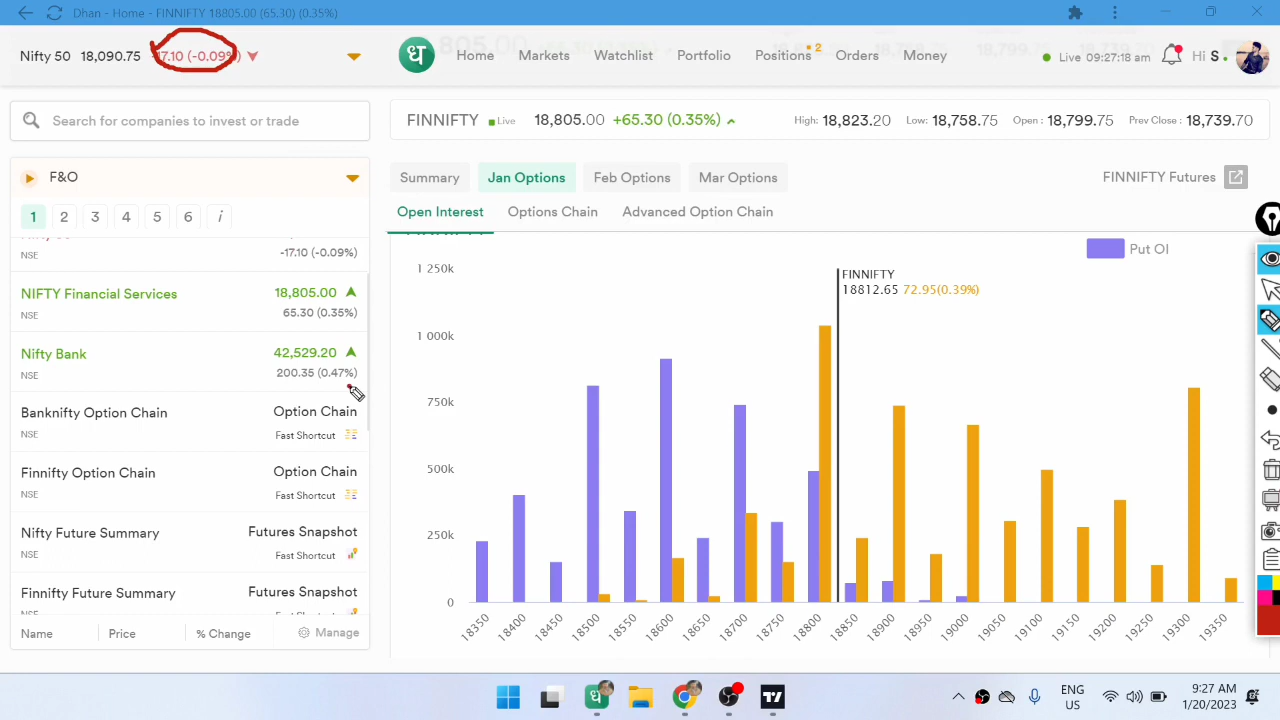 Dhan - Home - FINNIFTY 18805.00 (65.30) (0.35%)
Nifty 50 18,090.75 -17.10 (-0.09%)
ध
Home Markets Watchlist Portfolio Positions 2 Orders Money
Live 09:27:18 am
Hi S
Search for companies to invest or trade
FINNIFTY Live 18,805.00 +65.30 (0.35%)
High: 18,823.20 Low: 18,758.75 Open : 18,799.75 Prev Close : 18,739.70
F&O
1 2 3 4 5 6 i
NSE -17.10 (-0.09%)
NIFTY Financial Services 18,805.00
NSE 65.30 (0.35%)
Nifty Bank 42,529.20
NSE 200.35 (0.47%)
Banknifty Option Chain Option Chain
NSE Fast Shortcut
Finnifty Option Chain Option Chain
NSE Fast Shortcut
Nifty Future Summary Futures Snapshot
NSE Fast Shortcut
Finnifty Future Summary Futures Snapshot
Name Price % Change Manage
Summary Jan Options Feb Options Mar Options FINNIFTY Futures
Open Interest Options Chain Advanced Option Chain
Put OI
FINNIFTY
18812.65 72.95(0.39%)
1 250k
1 000k
750k
500k
250k
0
18350 18400 18450 18500 18550 18600 18650 18700 18750 18800 18850 18900 18950 19000 19050 19100 19150 19200 19250 19300 19350
ENG
US
9:27 AM
1/20/2023